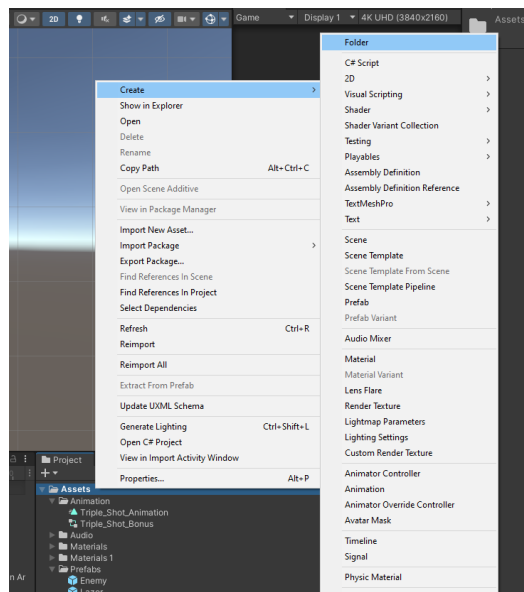 2D
Game
Display 1
4K UHD (3840x2160)
Assets
Create
Show in Explorer
Open
Delete
Rename
Copy Path Alt+Ctrl+C
Open Scene Additive
View in Package Manager
Import New Asset...
Import Package
Export Package...
Find References In Scene
Find References In Project
Select Dependencies
Refresh Ctrl+R
Reimport
Reimport All
Extract From Prefab
Update UXML Schema
Generate Lighting Ctrl+Shift+L
Open C# Project
View in Import Activity Window
Properties... Alt+P
Folder
C# Script
2D
Visual Scripting
Shader
Shader Variant Collection
Testing
Playables
Assembly Definition
Assembly Definition Reference
TextMeshPro
Text
Scene
Scene Template
Scene Template From Scene
Scene Template Pipeline
Prefab
Prefab Variant
Audio Mixer
Material
Material Variant
Lens Flare
Render Texture
Lightmap Parameters
Lighting Settings
Custom Render Texture
Animator Controller
Animation
Animator Override Controller
Avatar Mask
Timeline
Signal
Physic Material
Project
Assets
Animation
Triple_Shot_Animation
Triple_Shot_Bonus
Audio
Materials
Materials 1
Prefabs
Enemy
Lazer
n Ar